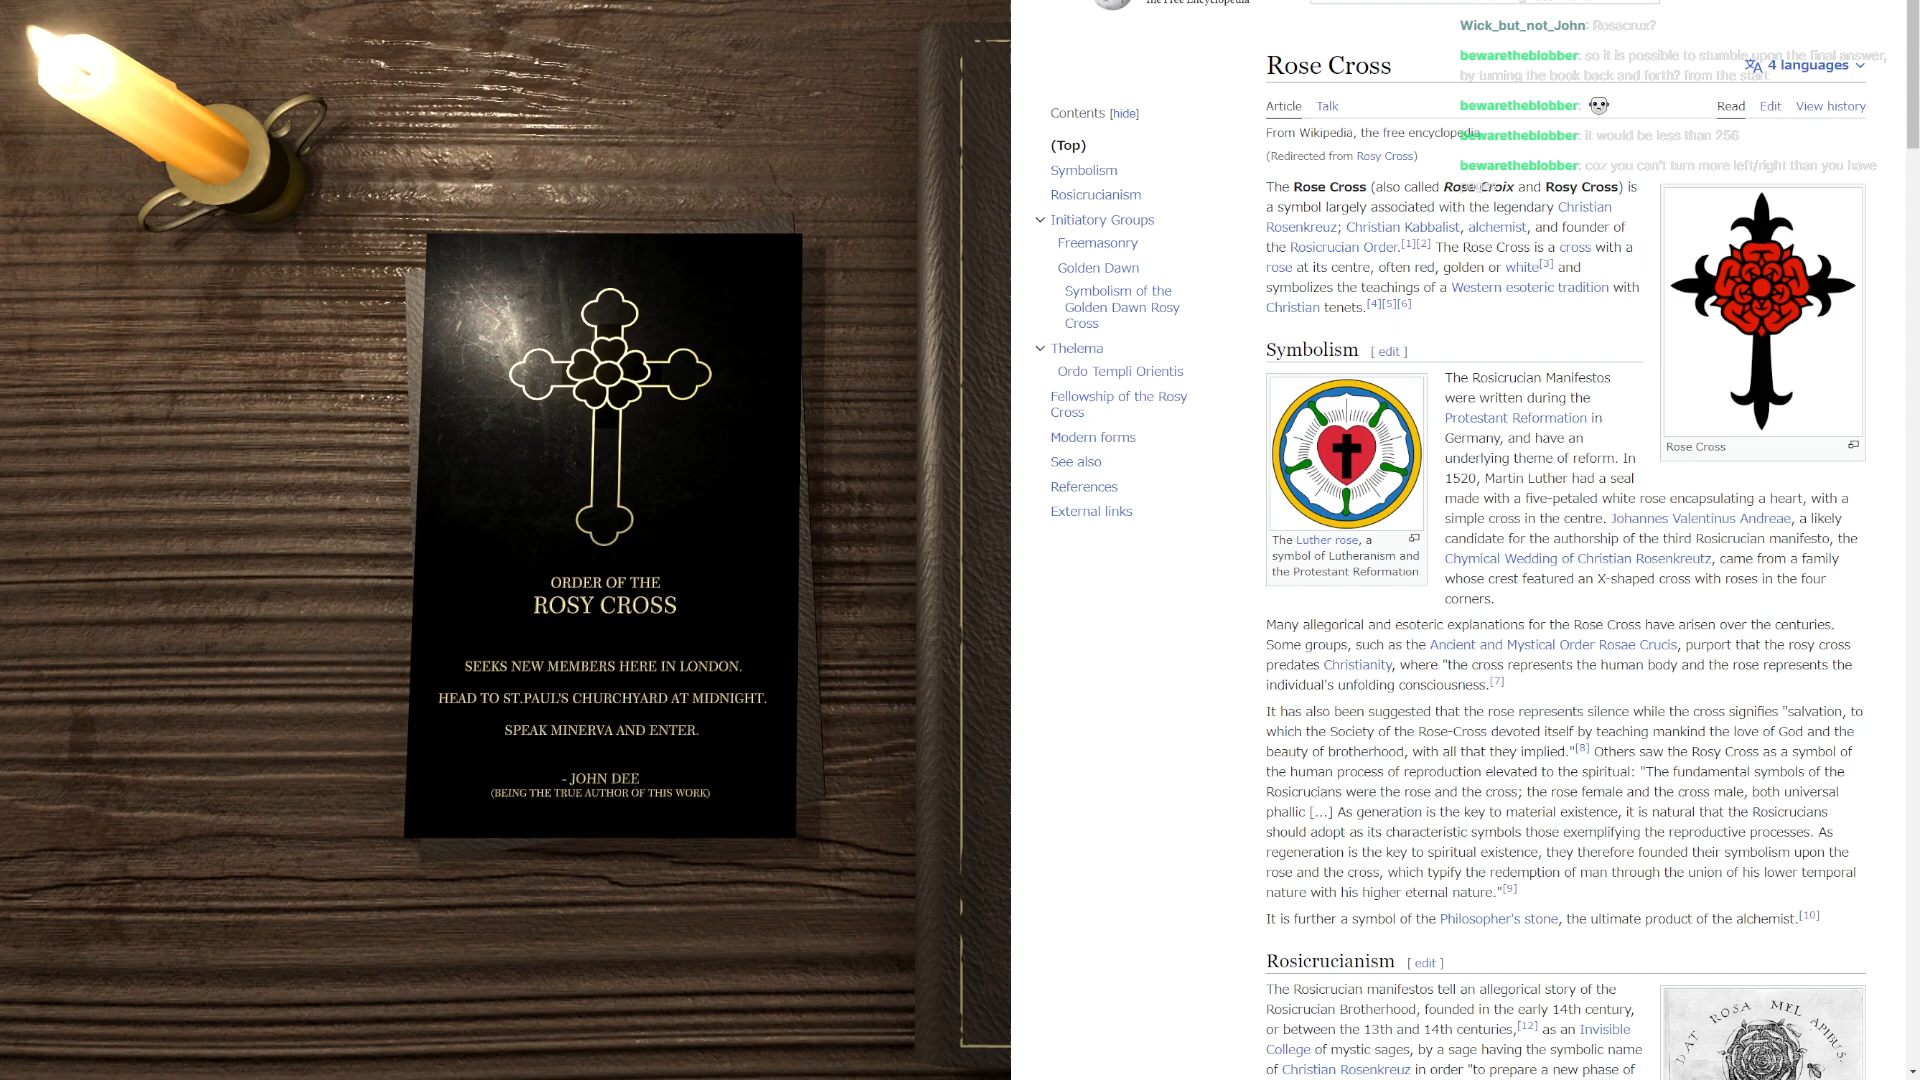 ORDER OF THE
ROSY CROSS
SEEKS NEW MEMBERS HERE IN LONDON.
HEAD TO ST.PAUL'S CHURCHYARD AT MIDNIGHT.
SPEAK MINERVA AND ENTER.
- JOHN DEE
(BEING THE TRUE AUTHOR OF THIS WORK)
The Free Encyclopedia
Contents [hide]
(Top)
Symbolism
Rosicrucianism
Initiatory Groups
Freemasonry
Golden Dawn
Symbolism of the
Golden Dawn Rosy
Cross
Thelema
Ordo Templi Orientis
Fellowship of the Rosy
Cross
Modern forms
See also
References
External links
Wick_but_not_John: Rosacrux?
bewaretheblobber: so it is possible to stumble upon the final answer,
by turning the book back and forth? from the start
bewaretheblobber:
bewaretheblobber: it would be less than 256
bewaretheblobber: coz you can't turn more left/right than you have
Rose Cross
4 languages
Article Talk Read Edit View history
From Wikipedia, the free encyclopedia
(Redirected from Rosy Cross)
The Rose Cross (also called Rose Croix and Rosy Cross) is
a symbol largely associated with the legendary Christian
Rosenkreuz; Christian Kabbalist, alchemist, and founder of
the Rosicrucian Order.[1][2] The Rose Cross is a cross with a
rose at its centre, often red, golden or white[3] and
symbolizes the teachings of a Western esoteric tradition with
Christian tenets.[4][5][6]
Rose Cross
Symbolism [ edit ]
The Luther rose, a
symbol of Lutheranism and
the Protestant Reformation
The Rosicrucian Manifestos
were written during the
Protestant Reformation in
Germany, and have an
underlying theme of reform. In
1520, Martin Luther had a seal
made with a five-petaled white rose encapsulating a heart, with a
simple cross in the centre. Johannes Valentinus Andreae, a likely
candidate for the authorship of the third Rosicrucian manifesto, the
Chymical Wedding of Christian Rosenkreutz, came from a family
whose crest featured an X-shaped cross with roses in the four
corners.
Many allegorical and esoteric explanations for the Rose Cross have arisen over the centuries.
Some groups, such as the Ancient and Mystical Order Rosae Crucis, purport that the rosy cross
predates Christianity, where "the cross represents the human body and the rose represents the
individual's unfolding consciousness.[7]
It has also been suggested that the rose represents silence while the cross signifies "salvation, to
which the Society of the Rose-Cross devoted itself by teaching mankind the love of God and the
beauty of brotherhood, with all that they implied."[8] Others saw the Rosy Cross as a symbol of
the human process of reproduction elevated to the spiritual: "The fundamental symbols of the
Rosicrucians were the rose and the cross; the rose female and the cross male, both universal
phallic [...] As generation is the key to material existence, it is natural that the Rosicrucians
should adopt as its characteristic symbols those exemplifying the reproductive processes. As
regeneration is the key to spiritual existence, they therefore founded their symbolism upon the
rose and the cross, which typify the redemption of man through the union of his lower temporal
nature with his higher eternal nature."[9]
It is further a symbol of the Philosopher's stone, the ultimate product of the alchemist.[10]
Rosicrucianism [ edit ]
The Rosicrucian manifestos tell an allegorical story of the
Rosicrucian Brotherhood, founded in the early 14th century,
or between the 13th and 14th centuries,[12] as an Invisible
College of mystic sages, by a sage having the symbolic name
of Christian Rosenkreuz in order "to prepare a new phase of
DAT ROSA MEL APIBUS.